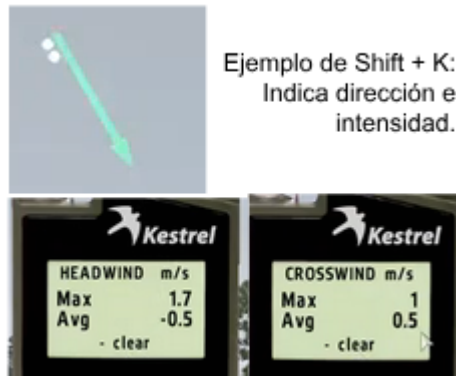 Ejemplo de Shift + K:
Indica dirección e
intensidad.
Kestrel
HEADWIND m/s
Max 1.7
Avg -0.5
- clear
Kestrel
CROSSWIND m/s
Max 1
Avg 0.5
- clear